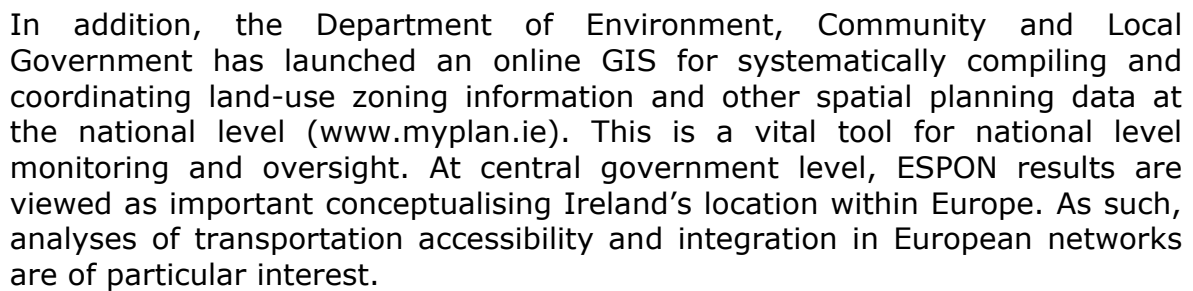 In addition, the Department of Environment, Community and Local
Government has launched an online GIS for systematically compiling and
coordinating land-use zoning information and other spatial planning data at
the national level (www.myplan.ie). This is a vital tool for national level
monitoring and oversight. At central government level, ESPON results are
viewed as important conceptualising Ireland's location within Europe. As such,
analyses of transportation accessibility and integration in European networks
are of particular interest.